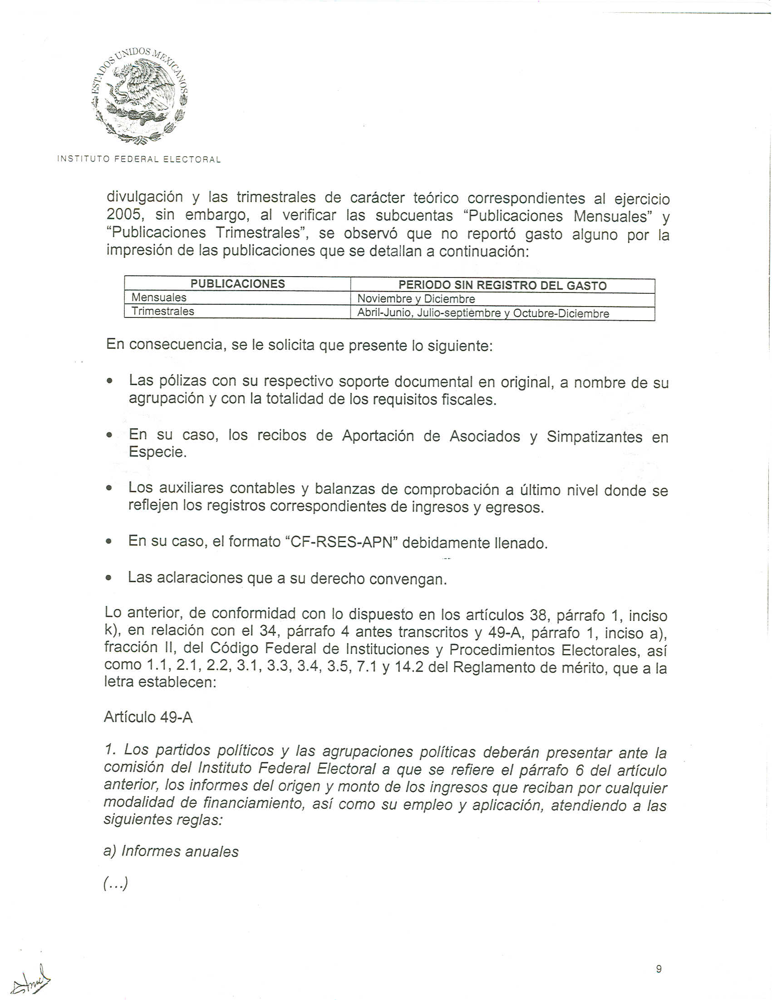 ESTADOS UNIDOS MEXICANOS
INSTITUTO FEDERAL ELECTORAL
divulgación y las trimestrales de carácter teórico correspondientes al ejercicio
2005, sin embargo, al verificar las subcuentas “Publicaciones Mensuales” y
“Publicaciones Trimestrales”, se observó que no reportó gasto alguno por la
impresión de las publicaciones que se detallan a continuación:
PUBLICACIONES PERIODO SIN REGISTRO DEL GASTO
Mensuales Noviembre y Diciembre
Trimestrales Abril-Junio, Julio-septiembre y Octubre-Diciembre
En consecuencia, se le solicita que presente lo siguiente:
• Las pólizas con su respectivo soporte documental en original, a nombre de su
agrupación y con la totalidad de los requisitos fiscales.
• En su caso, los recibos de Aportación de Asociados y Simpatizantes en
Especie.
• Los auxiliares contables y balanzas de comprobación a último nivel donde se
reflejen los registros correspondientes de ingresos y egresos.
• En su caso, el formato “CF-RSES-APN” debidamente llenado.
• Las aclaraciones que a su derecho convengan.
Lo anterior, de conformidad con lo dispuesto en los artículos 38, párrafo 1, inciso
k), en relación con el 34, párrafo 4 antes transcritos y 49-A, párrafo 1, inciso a),
fracción II, del Código Federal de Instituciones y Procedimientos Electorales, así
como 1.1, 2.1, 2.2, 3.1, 3.3, 3.4, 3.5, 7.1 y 14.2 del Reglamento de mérito, que a la
letra establecen:
Artículo 49-A
1. Los partidos políticos y las agrupaciones políticas deberán presentar ante la
comisión del Instituto Federal Electoral a que se refiere el párrafo 6 del artículo
anterior, los informes del origen y monto de los ingresos que reciban por cualquier
modalidad de financiamiento, así como su empleo y aplicación, atendiendo a las
siguientes reglas:
a) Informes anuales
(...)
9